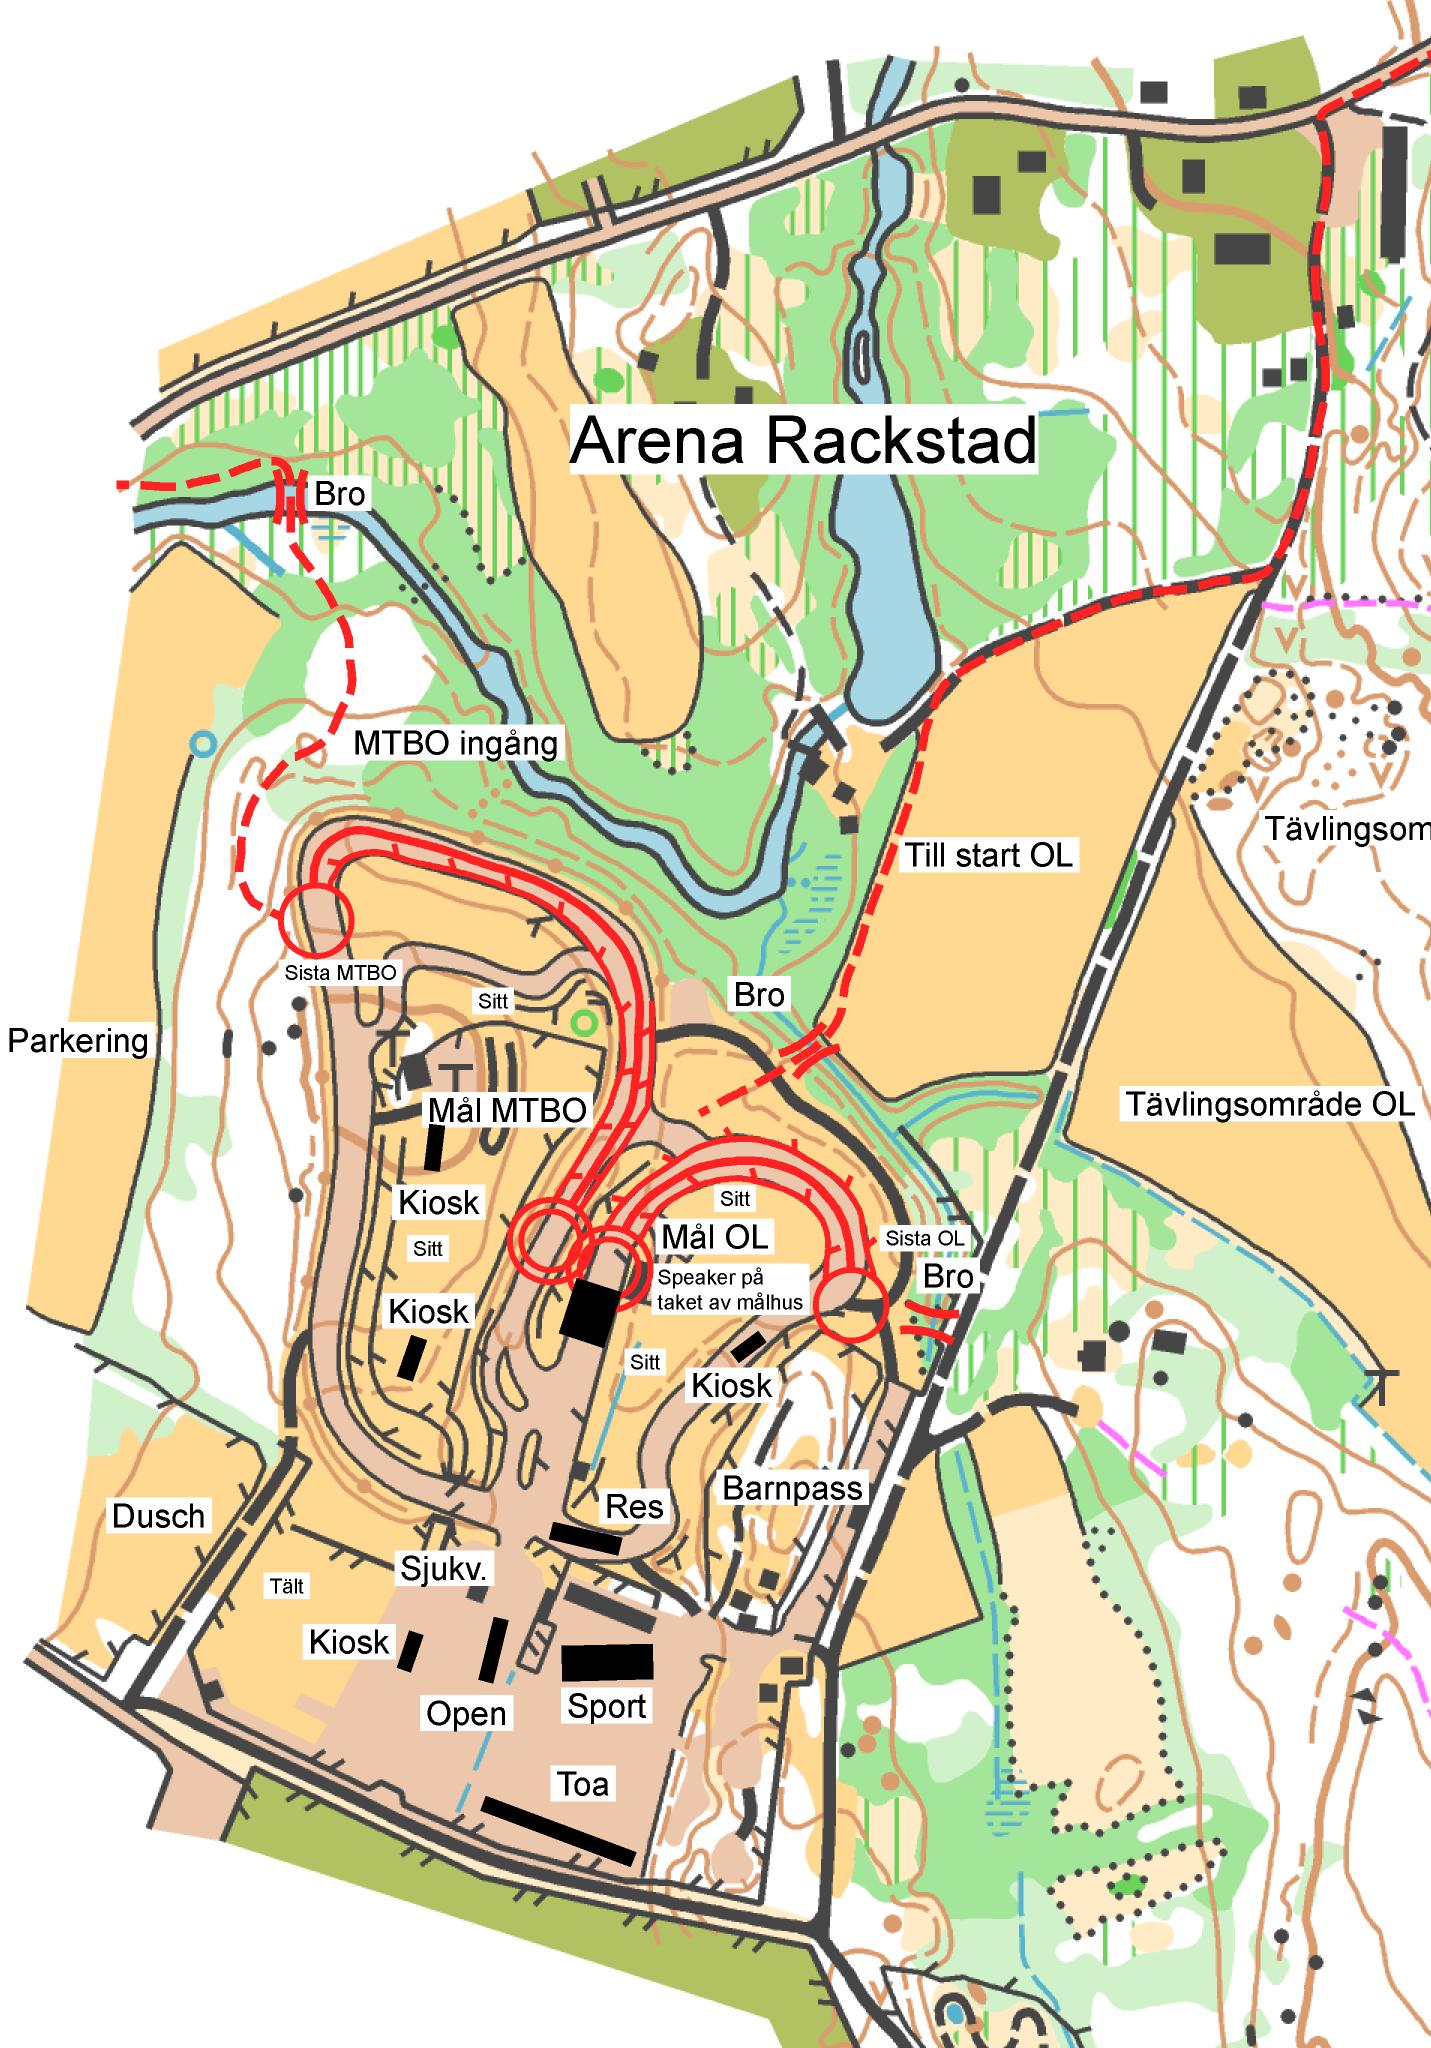 Arena Rackstad
Bro
MTBO ingång
Tävlingsom
Till start OL
Sista MTBO
Sitt
Bro
Parkering
Mål MTBO
Tävlingsområde OL
Kiosk
Sitt
Sitt
Mål OL
Sista OL
Speaker på
taket av målhus
Bro
Kiosk
Sitt
Kiosk
Barnpass
Dusch
Res
Sjukv.
Tält
Kiosk
Open
Sport
Toa